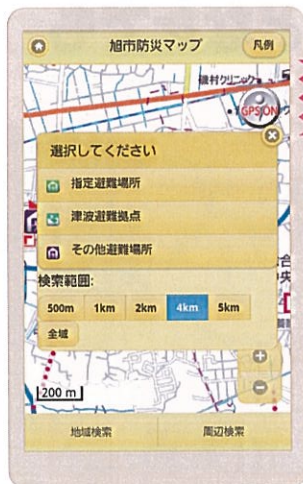 旭市防災マップ
凡例
磯村クリニック
GPS ON
選択してください
指定避難場所
津波避難拠点
その他避難場所
検索範囲:
500m 1km 2km 4km 5km
全域
200 m
地域検索 周辺検索